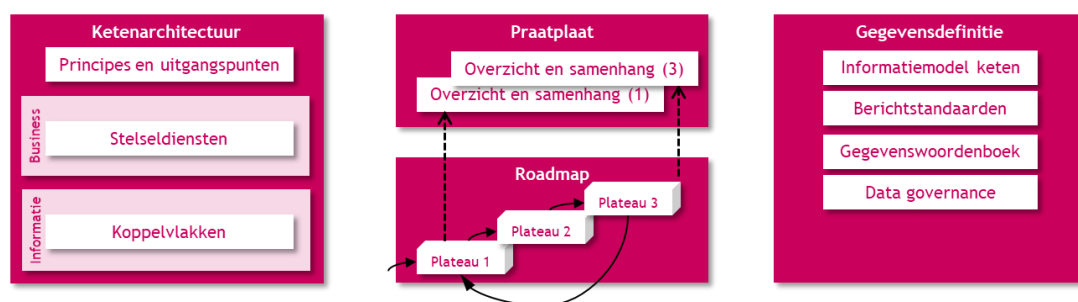 Ketenarchitectuur
Principes en uitgangspunten
Business
Stelseldiensten
Informatie
Koppelvlakken
Praatplaat
Overzicht en samenhang (3)
Overzicht en samenhang (1)
Roadmap
Plateau 3
Plateau 2
Plateau 1
Gegevensdefinitie
Informatiemodel keten
Berichtstandaarden
Gegevenswoordenboek
Data governance